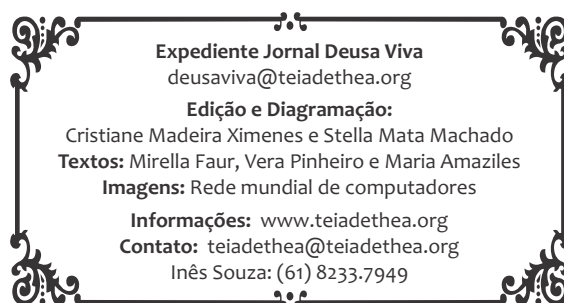 Expediente Jornal Deusa Viva
deusaviva@teiadethea.org
Edição e Diagramação:
Cristiane Madeira Ximenes e Stella Mata Machado
Textos: Mirella Faur, Vera Pinheiro e Maria Amaziles
Imagens: Rede mundial de computadores
Informações: www.teiadethea.org
Contato: teiadethea@teiadethea.org
Inês Souza: (61) 8233.7949